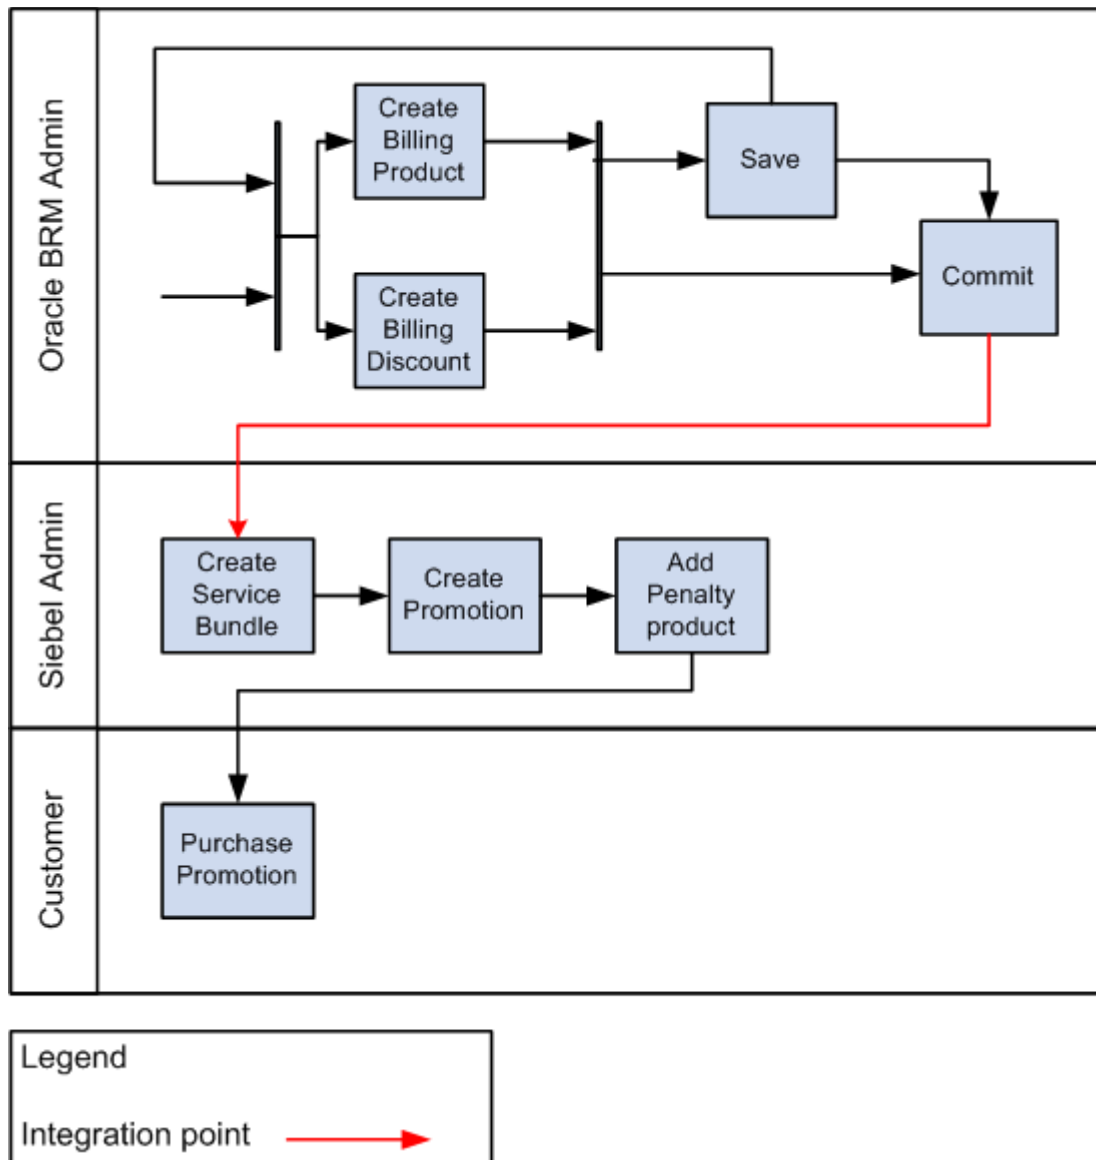 Oracle BRM Admin
Create
Billing
Product
Save
Commit
Create
Billing
Discount
Siebel Admin
Create
Service
Bundle
Create
Promotion
Add
Penalty
product
Customer
Purchase
Promotion
Legend
Integration point